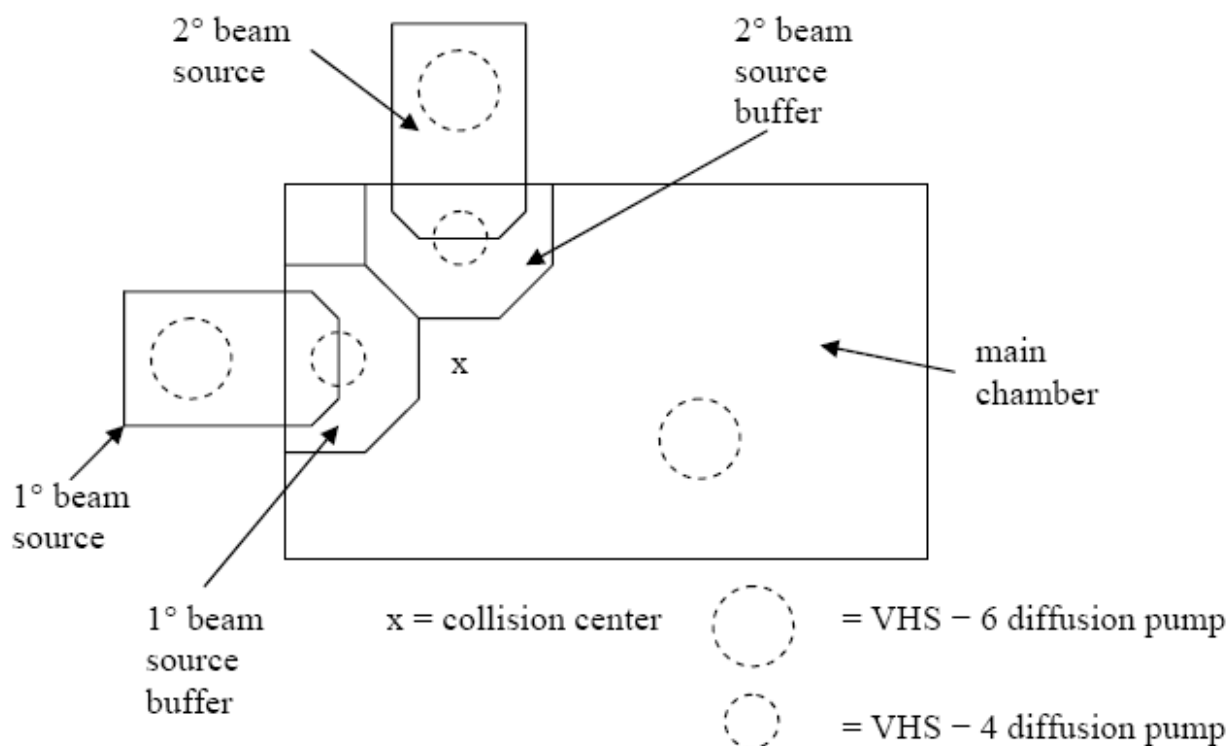 2° beam
source
2° beam
source
buffer
x
main
chamber
1° beam
source
1° beam
source
buffer
x = collision center
= VHS − 6 diffusion pump
= VHS − 4 diffusion pump